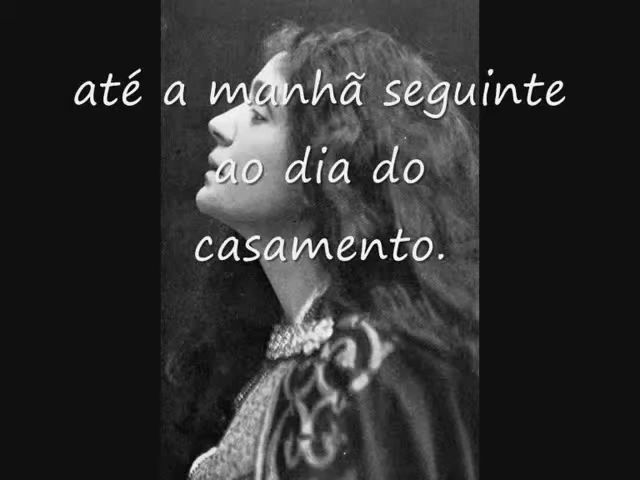 até a manhã seguinte
ao dia do
casamento.